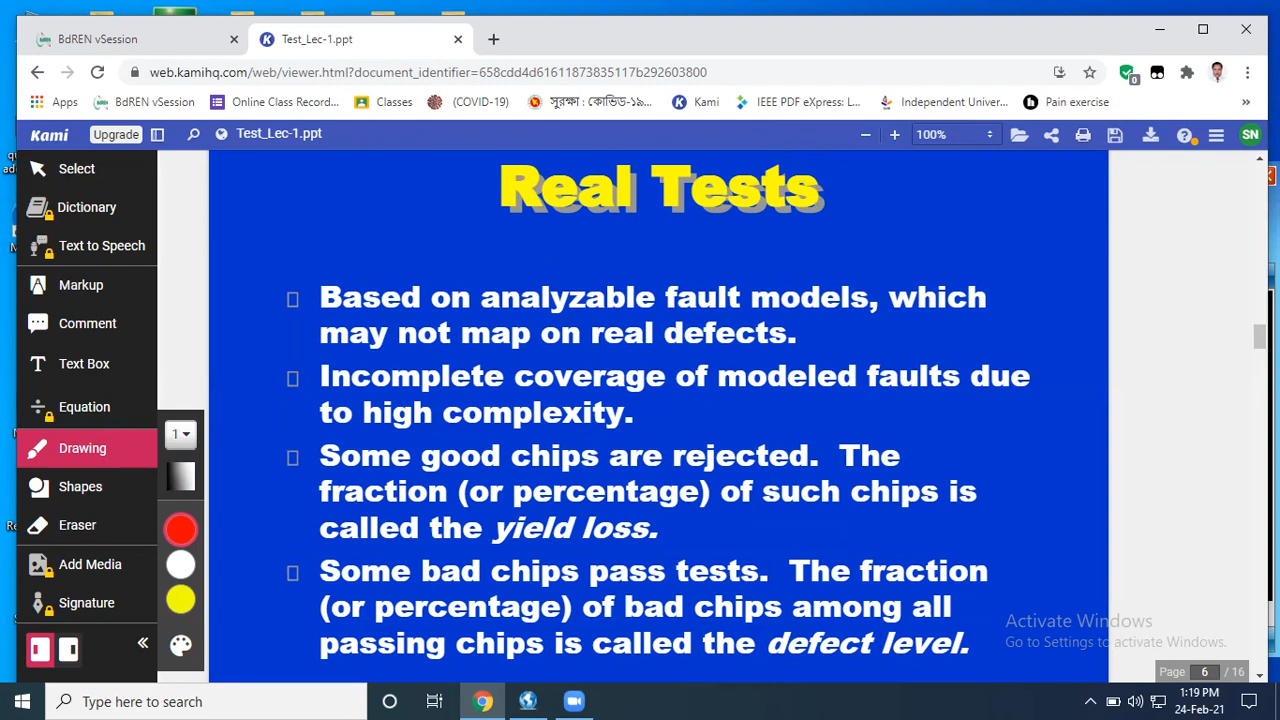 BdREN vSession
Test_Lec-1.ppt
web.kamihq.com/web/viewer.html?document_identifier=658cdd4d61611873835117b292603800
0
Apps
BdREN vSession
Online Class Record...
Classes
(COVID-19)
সুরক্ষা : কোভিড-১৯...
Kami
IEEE PDF eXpress: L...
Independent Univer...
Pain exercise
»
Kami
Upgrade
Test_Lec-1.ppt
100%
SN
Select
Dictionary
Text to Speech
Markup
Comment
Text Box
Equation
Drawing
Shapes
Eraser
Add Media
Signature
1
Real Tests
Based on analyzable fault models, which
may not map on real defects.
Incomplete coverage of modeled faults due
to high complexity.
Some good chips are rejected. The
fraction (or percentage) of such chips is
called the yield loss.
Some bad chips pass tests. The fraction
(or percentage) of bad chips among all
passing chips is called the defect level.
Activate Windows
Go to Settings to activate Windows.
Page 6 / 16
Type here to search
1:19 PM
24-Feb-21